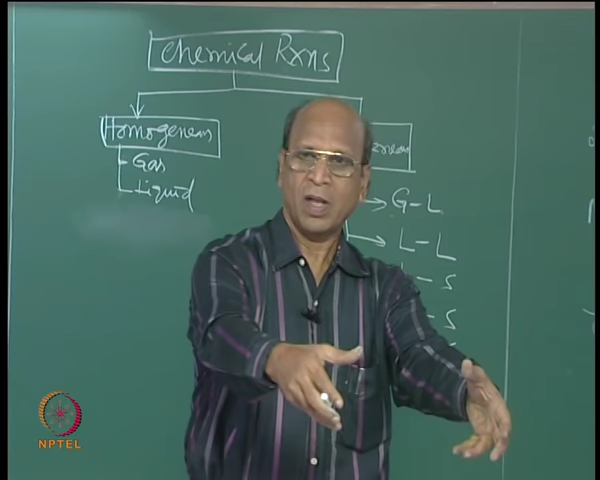 Chemical Rxns
Homogeneous
Gas
Liquid
G-L
L-L
- S
- S
NPTEL